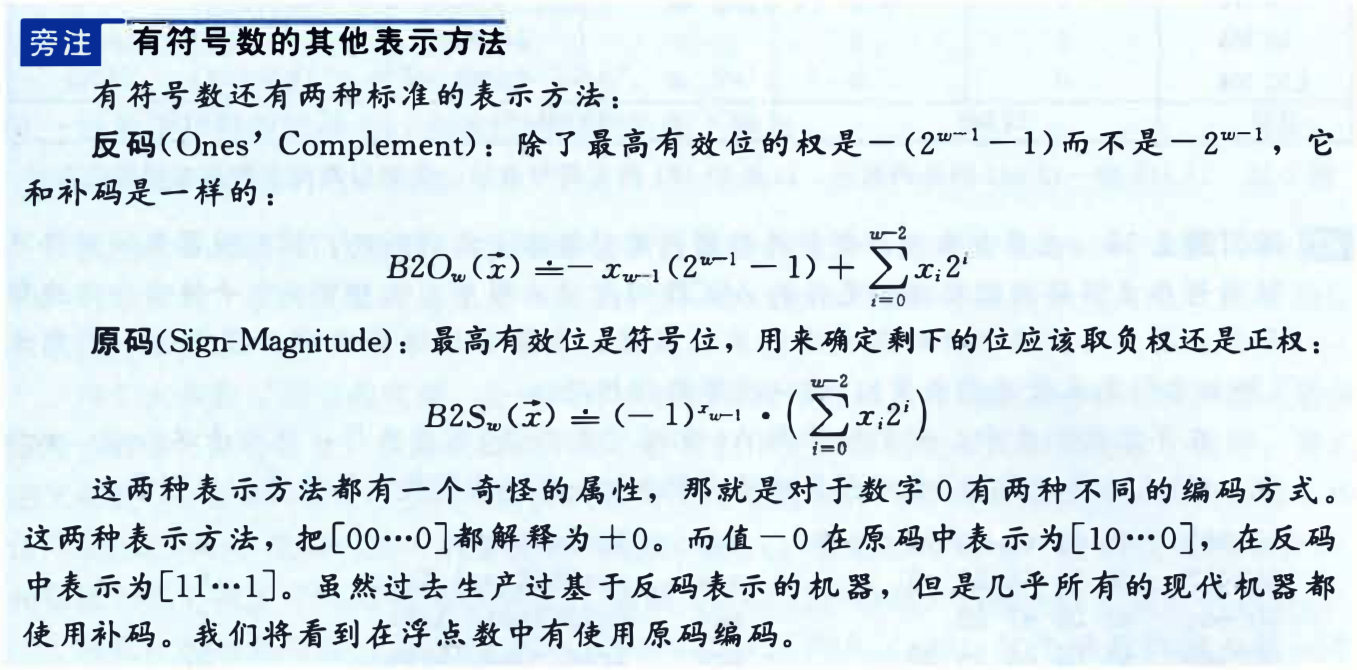 旁注 有符号数的其他表示方法
有符号数还有两种标准的表示方法：
反码(Ones' Complement)：除了最高有效位的权是－(2^{w-1}－1)而不是－2^{w-1}，它
和补码是一样的：
B2O_w(\vec{x}) ≐ － x_{w-1}(2^{w-1}－1) + \sum_{i=0}^{w-2} x_i 2^i
原码(Sign-Magnitude)：最高有效位是符号位，用来确定剩下的位应该取负权还是正权：
B2S_w(\vec{x}) ≐ (－1)^{x_{w-1}} • (\sum_{i=0}^{w-2} x_i 2^i)
这两种表示方法都有一个奇怪的属性，那就是对于数字 0 有两种不同的编码方式。
这两种表示方法，把[00…0]都解释为＋0。而值－0 在原码中表示为[10…0]，在反码
中表示为[11…1]。虽然过去生产过基于反码表示的机器，但是几乎所有的现代机器都
使用补码。我们将看到在浮点数中有使用原码编码。